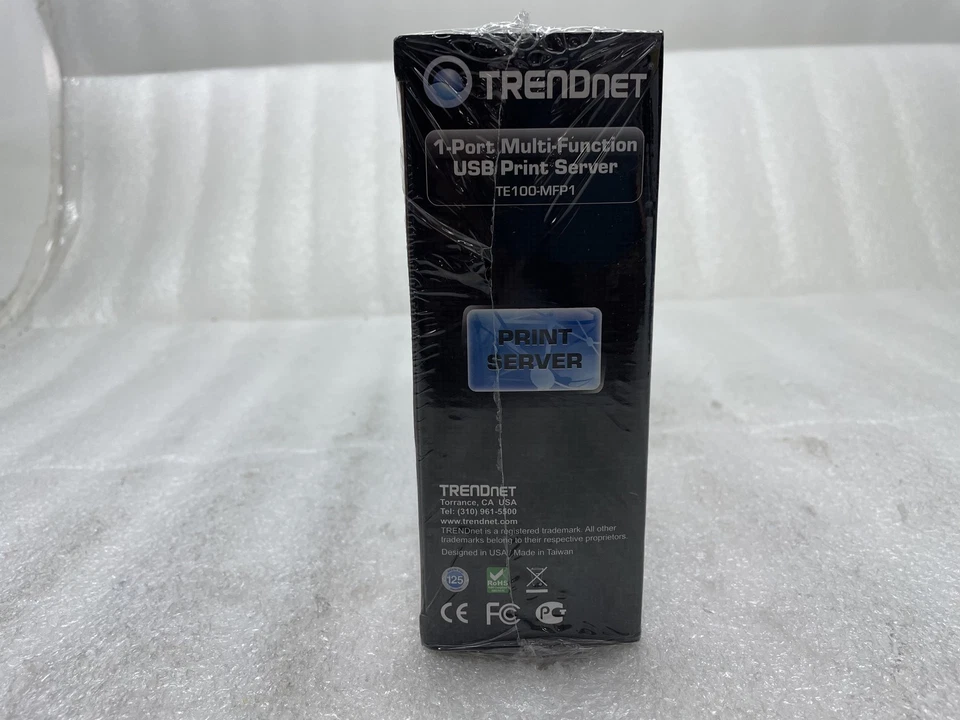 TRENDNET
1-Port Multi-Function
USB Print Server
TE100-MFP1
PRINT
SERVER
TRENDNET
Torrance, CA USA
Tel: (310) 961-5500
www.trendnet.com
TRENDnet is a registered trademark. All other
trademarks belong to their respective proprietors.
Designed in USA / Made in Taiwan
125
RoHS
CE FC PG